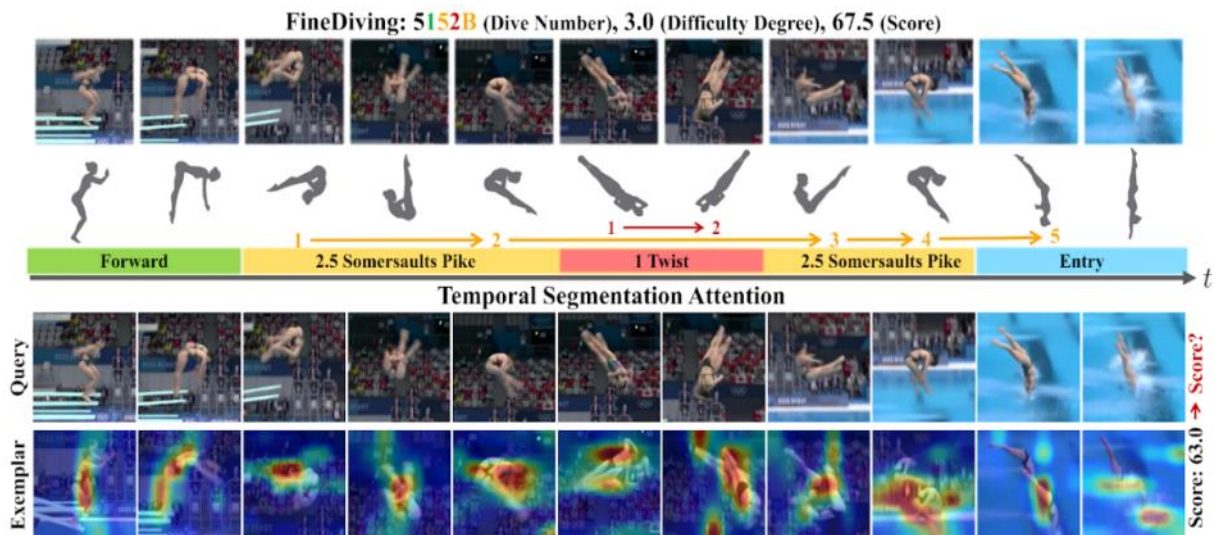 FineDiving: 5152B (Dive Number), 3.0 (Difficulty Degree), 67.5 (Score)
1 2 1 2 3 4 5
Forward 2.5 Somersaults Pike 1 Twist 2.5 Somersaults Pike Entry
t
Temporal Segmentation Attention
Query
Exemplar
Score: 63.0 → Score?